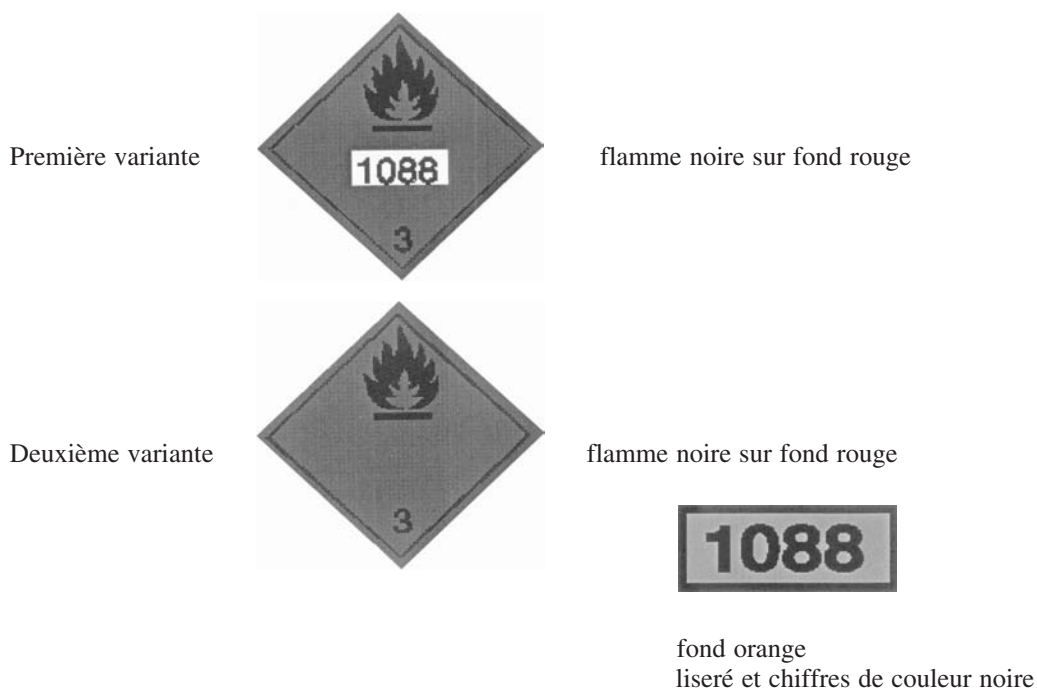 Première variante
1088
3
flamme noire sur fond rouge
Deuxième variante
3
flamme noire sur fond rouge
1088
fond orange
liseré et chiffres de couleur noire